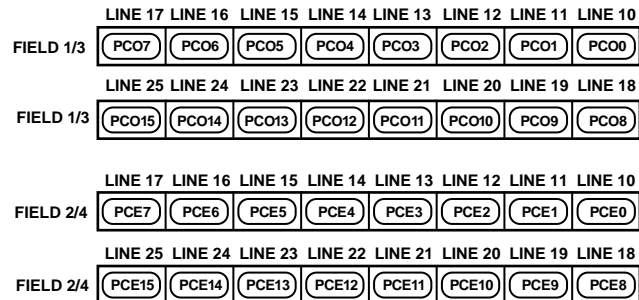 LINE 17 LINE 16 LINE 15 LINE 14 LINE 13 LINE 12 LINE 11 LINE 10
FIELD 1/3 PCO7 PCO6 PCO5 PCO4 PCO3 PCO2 PCO1 PCO0
LINE 25 LINE 24 LINE 23 LINE 22 LINE 21 LINE 20 LINE 19 LINE 18
FIELD 1/3 PCO15 PCO14 PCO13 PCO12 PCO11 PCO10 PCO9 PCO8
LINE 17 LINE 16 LINE 15 LINE 14 LINE 13 LINE 12 LINE 11 LINE 10
FIELD 2/4 PCE7 PCE6 PCE5 PCE4 PCE3 PCE2 PCE1 PCE0
LINE 25 LINE 24 LINE 23 LINE 22 LINE 21 LINE 20 LINE 19 LINE 18
FIELD 2/4 PCE15 PCE14 PCE13 PCE12 PCE11 PCE10 PCE9 PCE8